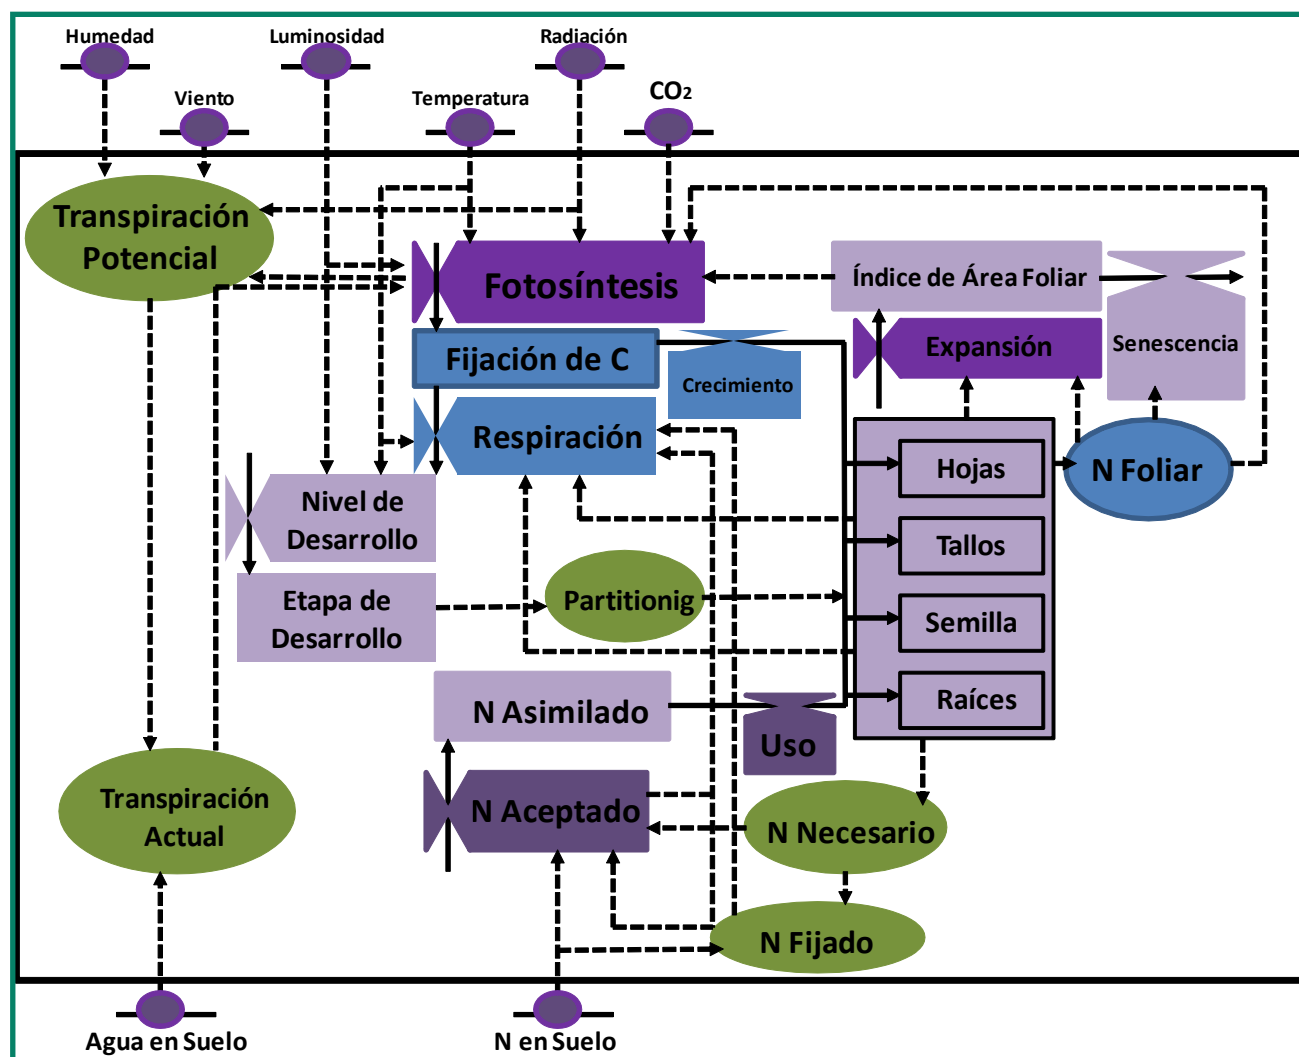 Humedad
Luminosidad
Radiación
Viento
Temperatura
CO₂
Transpiración
Potencial
Fotosíntesis
Índice de Área Foliar
Fijación de C
Crecimiento
Expansión
Senescencia
Respiración
Hojas
N Foliar
Nivel de
Desarrollo
Tallos
Etapa de
Desarrollo
Partitionig
Semilla
N Asimilado
Raíces
Uso
Transpiración
Actual
N Aceptado
N Necesario
N Fijado
Agua en Suelo
N en Suelo